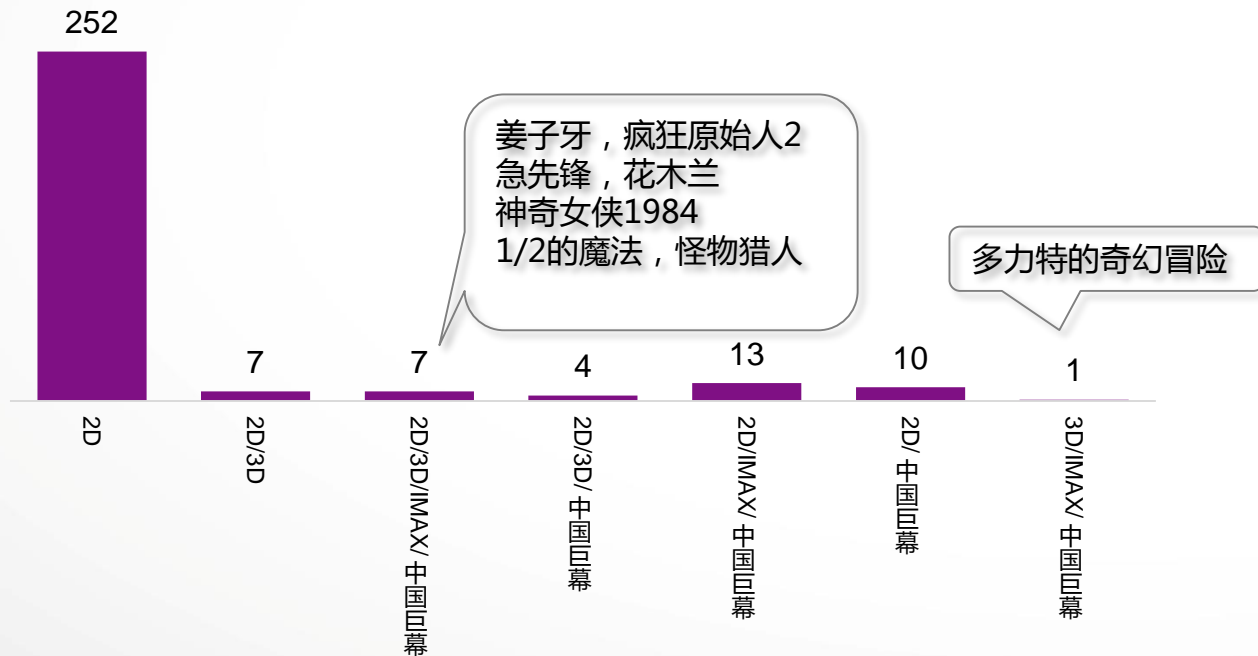 252
7
7
4
13
10
1
姜子牙，疯狂原始人2
急先锋，花木兰
神奇女侠1984
1/2的魔法，怪物猎人
多力特的奇幻冒险
2D
2D/3D
2D/3D/IMAX/中国巨幕
2D/3D/中国巨幕
2D/IMAX/中国巨幕
2D/中国巨幕
3D/IMAX/中国巨幕